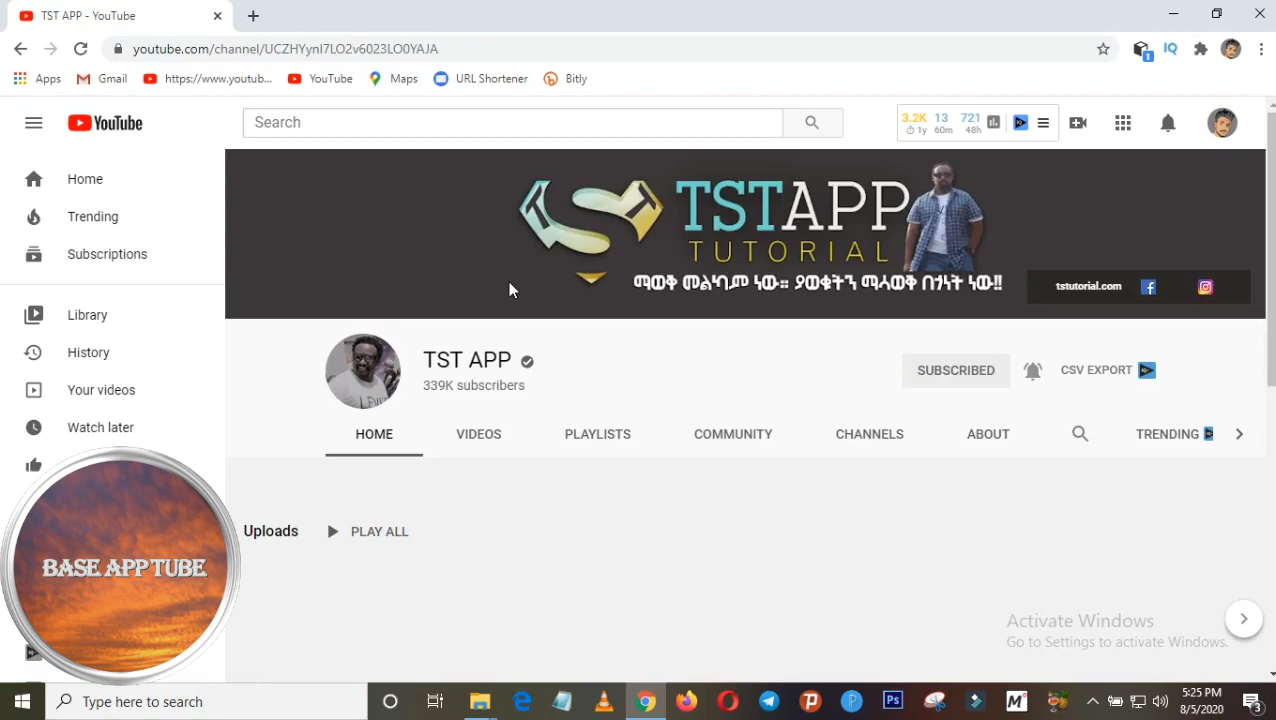 TST APP - YouTube
youtube.com/channel/UCZHYynI7LO2v6023LO0YAJA
Apps Gmail https://www.youtub... YouTube Maps URL Shortener Bitly
YouTube
Search
3.2K 13 721
1y 60m 48h
Home
Trending
Subscriptions
Library
History
Your videos
Watch later
BASE APP TUBE
TSTAPP
TUTORIAL
ማወቅ መልካም ነው፡፡ ያወቁትን ማሳወቅ በጎነት ነው!!
tstutorial.com
TST APP
339K subscribers
SUBSCRIBED
CSV EXPORT
HOME VIDEOS PLAYLISTS COMMUNITY CHANNELS ABOUT TRENDING
Uploads PLAY ALL
Activate Windows
Go to Settings to activate Windows.
Type here to search
5:25 PM
8/5/2020